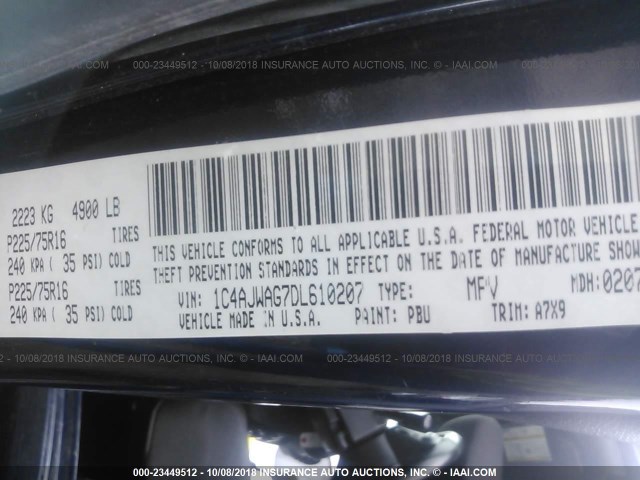 000-23449512 - 10/08/2018 INSURANCE AUTO AUCTIONS, INC. - © IAAI.COM
2223 KG 4900 LB
P225/75R16 TIRES
240 KPA ( 35 PSI) COLD
P225/75R16 TIRES
240 KPA ( 35 PSI) COLD
THIS VEHICLE CONFORMS TO ALL APPLICABLE U.S.A. FEDERAL MOTOR VEHICLE
THEFT PREVENTION STANDARDS IN EFFECT ON THE DATE OF MANUFACTURE SHOW
VIN: 1C4AJWAG7DL610207 TYPE: MPV MDH:0207
VEHICLE MADE IN U.S.A. PAINT: PBU TRIM: A7X9
000-23449512 - 10/08/2018 INSURANCE AUTO AUCTIONS, INC. - © IAAI.COM
000-23449512 - 10/08/2018 INSURANCE AUTO AUCTIONS, INC. - © IAAI.COM